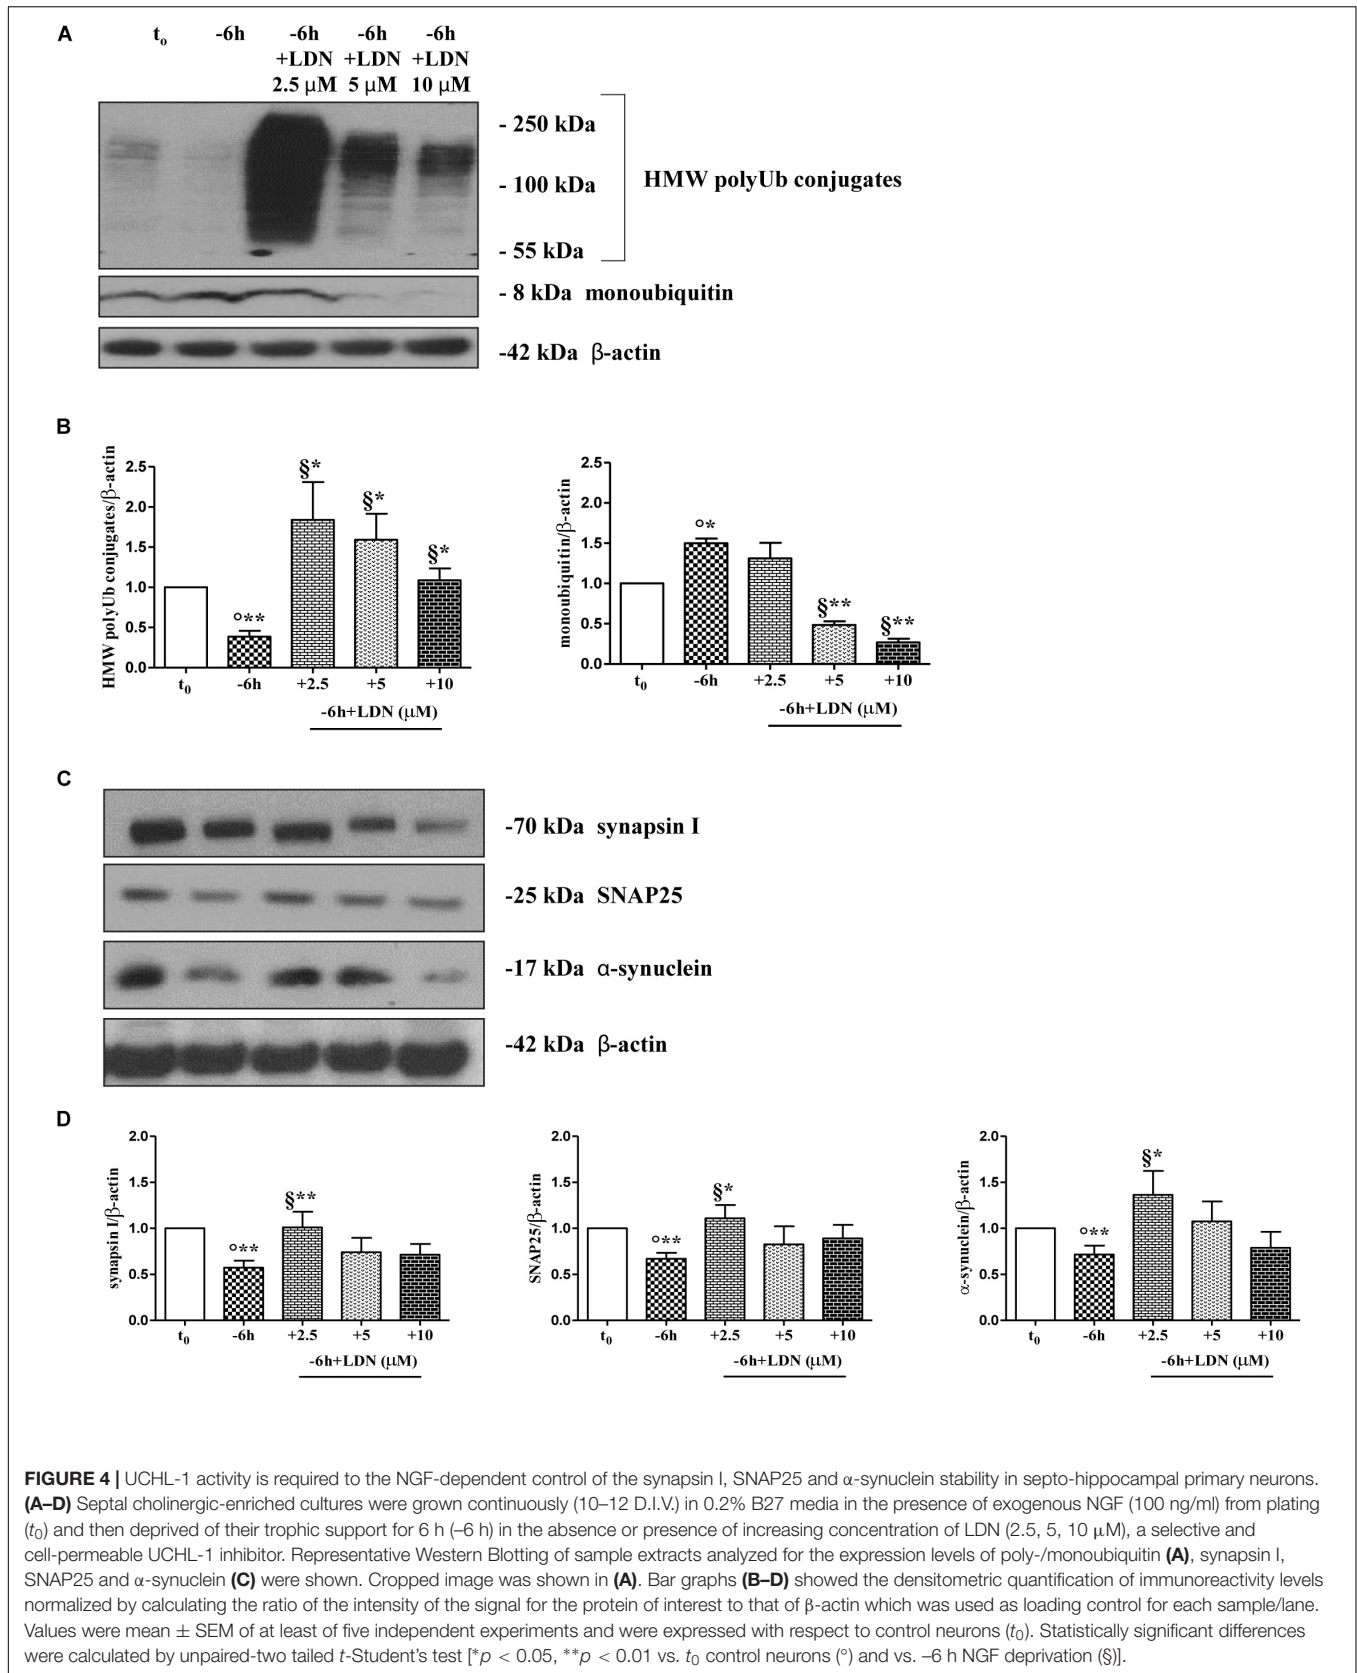 A
t₀ -6h -6h -6h -6h
+LDN +LDN +LDN
2.5 μM 5 μM 10 μM
- 250 kDa
HMW polyUb conjugates
- 100 kDa
- 55 kDa
- 8 kDa monoubiquitin
-42 kDa β-actin
B
HMW polyUb conjugates/β-actin
2.5
2.0
1.5
1.0
0.5
0.0
°**
§*
§*
§*
t₀ -6h +2.5 +5 +10
-6h+LDN (μM)
monoubiquitin/β-actin
2.5
2.0
1.5
1.0
0.5
0.0
°*
§**
§**
t₀ -6h +2.5 +5 +10
-6h+LDN (μM)
C
-70 kDa synapsin I
-25 kDa SNAP25
-17 kDa α-synuclein
-42 kDa β-actin
D
synapsin I/β-actin
2.0
1.5
1.0
0.5
0.0
°**
§**
t₀ -6h +2.5 +5 +10
-6h+LDN (μM)
SNAP25/β-actin
2.0
1.5
1.0
0.5
0.0
°**
§*
t₀ -6h +2.5 +5 +10
-6h+LDN (μM)
α-synuclein/β-actin
2.0
1.5
1.0
0.5
0.0
°**
§*
t₀ -6h +2.5 +5 +10
-6h+LDN (μM)
FIGURE 4 | UCHL-1 activity is required to the NGF-dependent control of the synapsin I, SNAP25 and α-synuclein stability in septo-hippocampal primary neurons.
(A–D) Septal cholinergic-enriched cultures were grown continuously (10–12 D.I.V.) in 0.2% B27 media in the presence of exogenous NGF (100 ng/ml) from plating
(t₀) and then deprived of their trophic support for 6 h (–6 h) in the absence or presence of increasing concentration of LDN (2.5, 5, 10 μM), a selective and
cell-permeable UCHL-1 inhibitor. Representative Western Blotting of sample extracts analyzed for the expression levels of poly-/monoubiquitin (A), synapsin I,
SNAP25 and α-synuclein (C) were shown. Cropped image was shown in (A). Bar graphs (B–D) showed the densitometric quantification of immunoreactivity levels
normalized by calculating the ratio of the intensity of the signal for the protein of interest to that of β-actin which was used as loading control for each sample/lane.
Values were mean ± SEM of at least of five independent experiments and were expressed with respect to control neurons (t₀). Statistically significant differences
were calculated by unpaired-two tailed t-Student's test [*p < 0.05, **p < 0.01 vs. t₀ control neurons (°) and vs. –6 h NGF deprivation (§)].